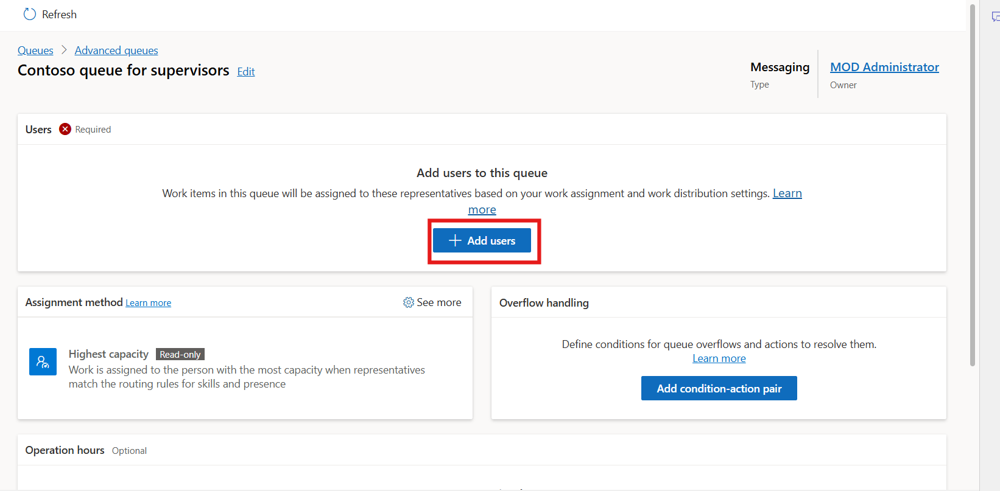 Refresh
Queues Advanced queues
Contoso queue for supervisors Edit
Messaging
Type
MOD Administrator
Owner
Users Required
Add users to this queue
Work items in this queue will be assigned to these representatives based on your work assignment and work distribution settings. Learn
more
Add users
Assignment method Learn more
See more
Highest capacity Read-only
Work is assigned to the person with the most capacity when representatives
match the routing rules for skills and presence
Overflow handling
Define conditions for queue overflows and actions to resolve them.
Learn more
Add condition-action pair
Operation hours Optional